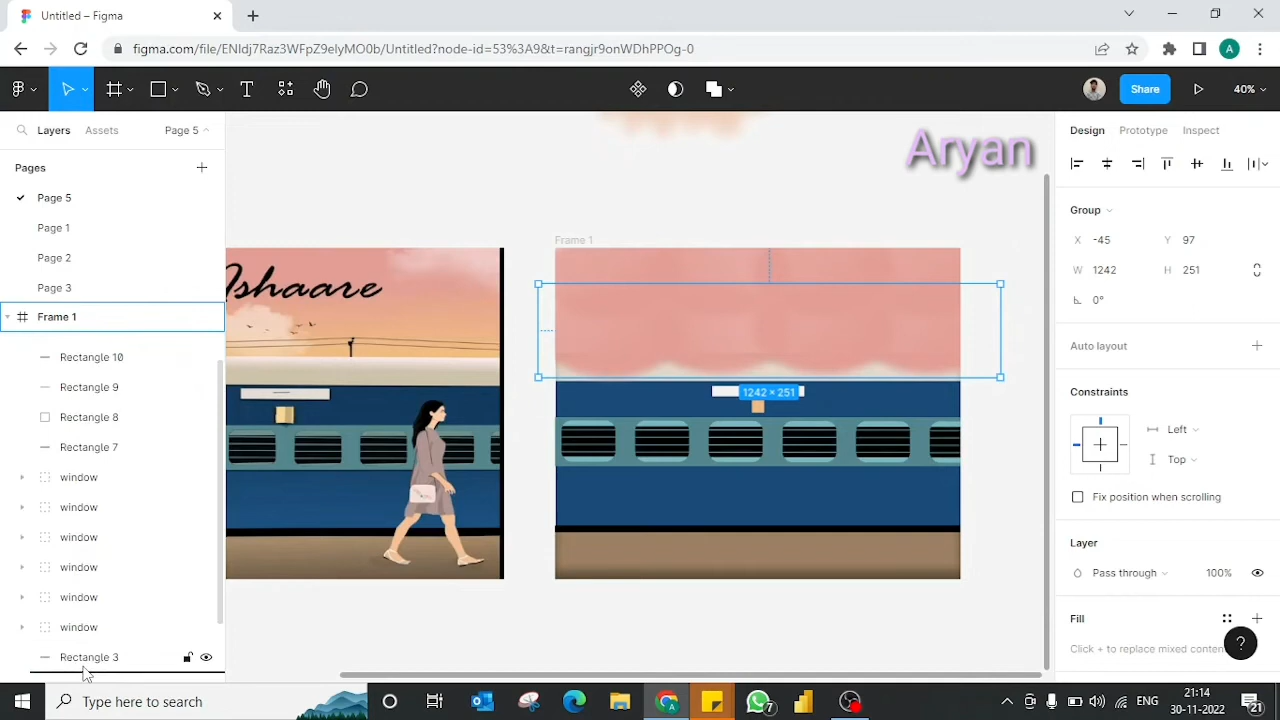 Untitled – Figma
figma.com/file/ENIdj7Raz3WFpZ9elyMO0b/Untitled?node-id=53%3A9&t=rangjr9onWDhPPOg-0
A
Share
40%
Layers
Assets
Page 5
Pages
Page 5
Page 1
Page 2
Page 3
Frame 1
Rectangle 10
Rectangle 9
Rectangle 8
Rectangle 7
window
window
window
window
window
window
Rectangle 3
Aryan
Frame 1
Ishaare
1242 × 251
Design
Prototype
Inspect
Group
X -45
Y 97
W 1242
H 251
0°
Auto layout
Constraints
Left
Top
Fix position when scrolling
Layer
Pass through
100%
Fill
Click + to replace mixed conten
?
Type here to search
7
ENG
21:14
30-11-2022
21